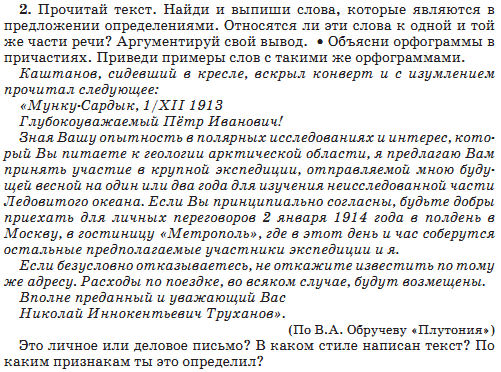 2. Прочитай текст. Найди и выпиши слова, которые являются в
предложении определениями. Относятся ли эти слова к одной и той
же части речи? Аргументируй свой вывод. • Объясни орфограммы в
причастиях. Приведи примеры слов с такими же орфограммами.
Каштанов, сидевший в кресле, вскрыл конверт и с изумлением
прочитал следующее:
«Мунку-Сардык, 1/XII 1913
Глубокоуважаемый Пётр Иванович!
Зная Вашу опытность в полярных исследованиях и интерес, кото-
рый Вы питаете к геологии арктической области, я предлагаю Вам
принять участие в крупной экспедиции, отправляемой мною буду-
щей весной на один или два года для изучения неисследованной части
Ледовитого океана. Если Вы принципиально согласны, будьте добры
приехать для личных переговоров 2 января 1914 года в полдень в
Москву, в гостиницу «Метрополь», где в этот день и час соберутся
остальные предполагаемые участники экспедиции и я.
Если безусловно отказываетесь, не откажите известить по тому
же адресу. Расходы по поездке, во всяком случае, будут возмещены.
Вполне преданный и уважающий Вас
Николай Иннокентьевич Труханов».
(По В.А. Обручеву «Плутония»)
Это личное или деловое письмо? В каком стиле написан текст? По
каким признакам ты это определил?